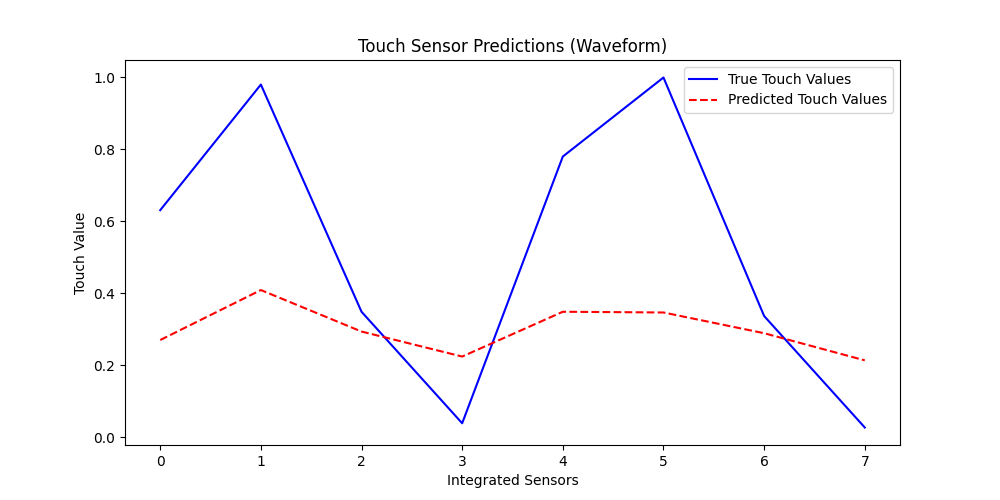 Touch Sensor Predictions (Waveform)
True Touch Values
Predicted Touch Values
Touch Value
1.0
0.8
0.6
0.4
0.2
0.0
0 1 2 3 4 5 6 7
Integrated Sensors